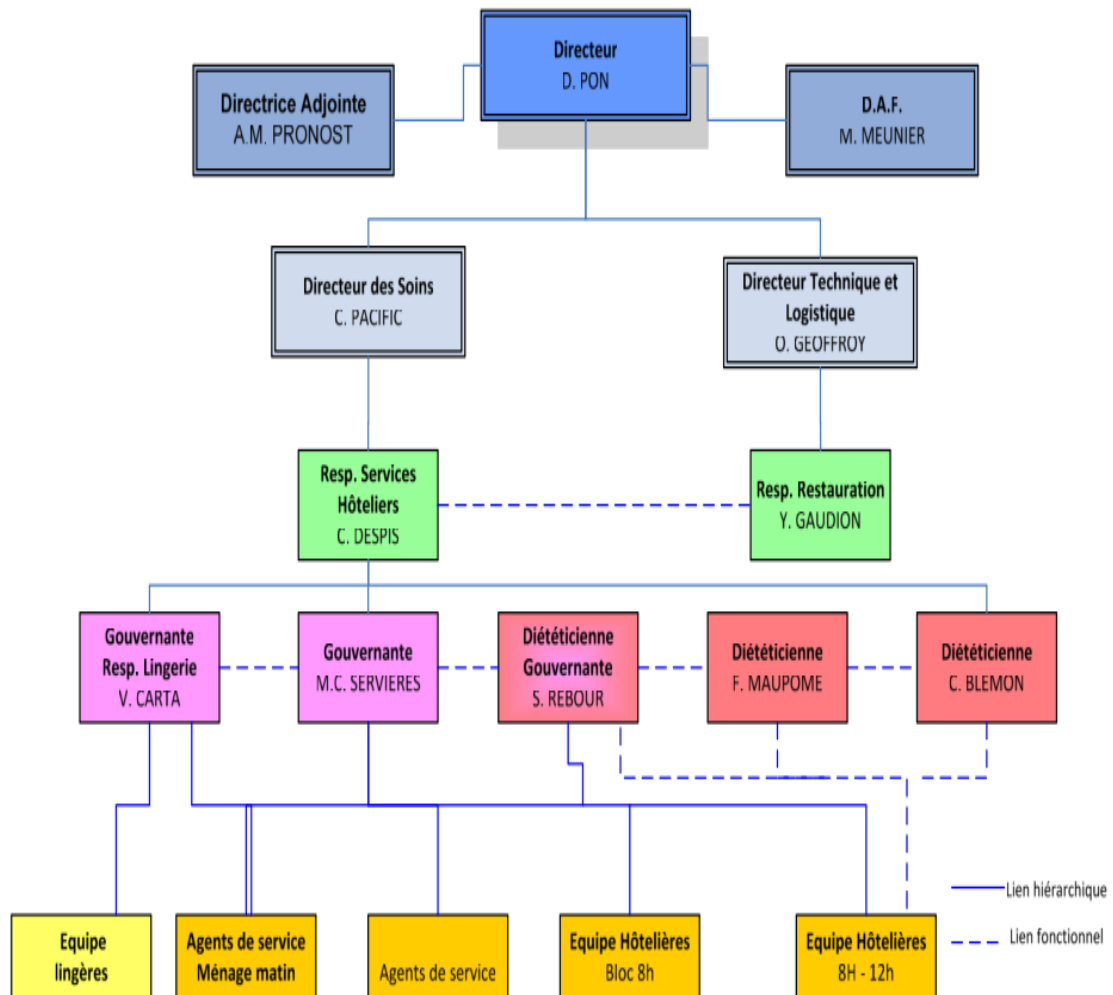 Directeur
D. PON
Directrice Adjointe
A.M. PRONOST
D.A.F.
M. MEUNIER
Directeur des Soins
C. PACIFIC
Directeur Technique et
Logistique
O. GEOFFROY
Resp. Services
Hôteliers
C. DESPIS
Resp. Restauration
Y. GAUDION
Gouvernante
Resp. Lingerie
V. CARTA
Gouvernante
M.C. SERVIERES
Diététicienne
Gouvernante
S. REBOUR
Diététicienne
F. MAUPOME
Diététicienne
C. BLEMON
Lien hiérarchique
Lien fonctionnel
Equipe
lingères
Agents de service
Ménage matin
Agents de service
Equipe Hôtelières
Bloc 8h
Equipe Hôtelières
8H - 12h